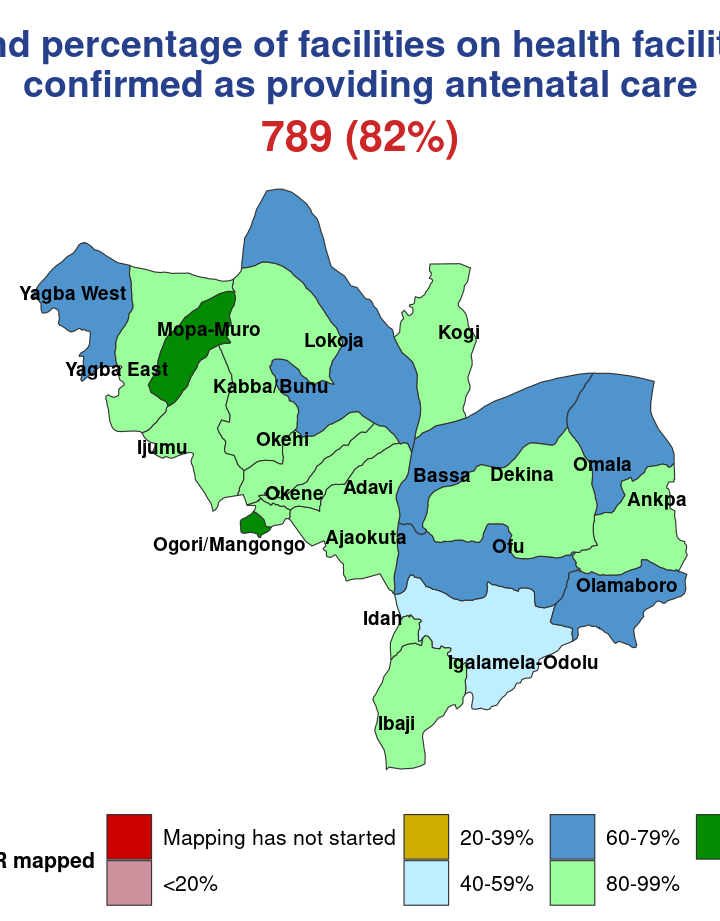 nd percentage of facilities on health facilit
confirmed as providing antenatal care
789 (82%)
Yagba West
Mopa-Muro
Lokoja
Kogi
Yagba East
Kabba/Bunu
Ijumu
Okehi
Bassa
Dekina
Omala
Okene
Adavi
Ankpa
Ogori/Mangongo
Ajaokuta
Ofu
Olamaboro
Idah
Igalamela-Odolu
Ibaji
R mapped
Mapping has not started
<20%
20-39%
40-59%
60-79%
80-99%